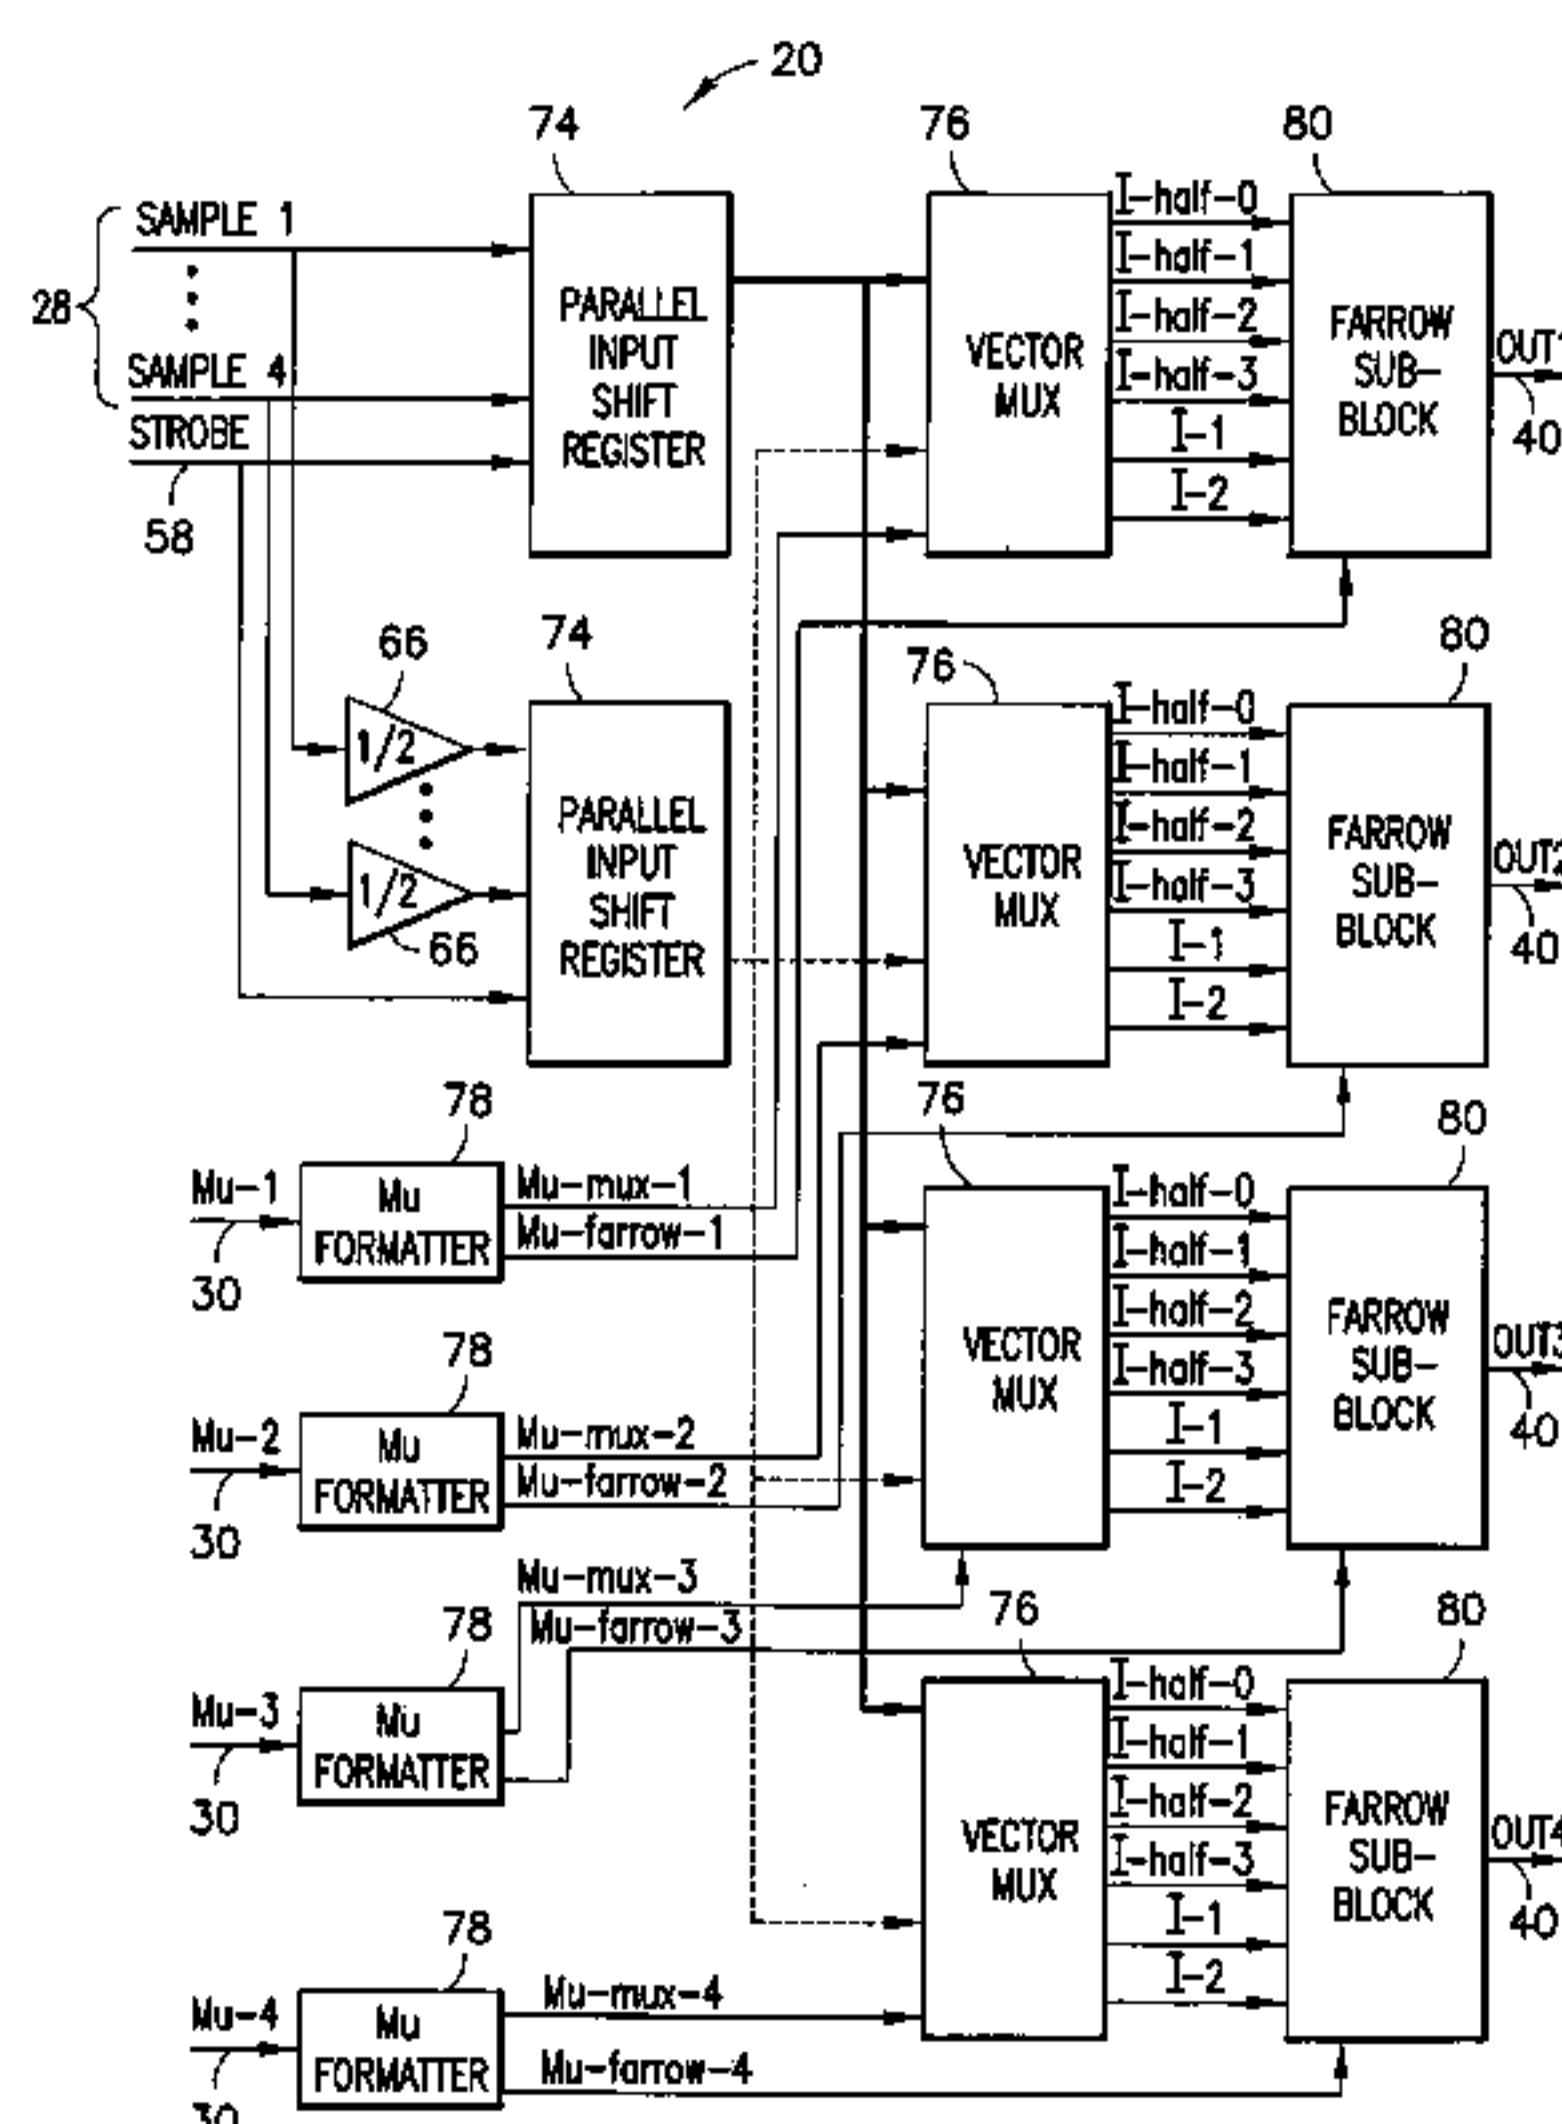 20
74
76
80
28
SAMPLE 1
SAMPLE 4
STROBE
58
PARALLEL
INPUT
SHIFT
REGISTER
VECTOR
MUX
I-half-0
I-half-1
I-half-2
I-half-3
I-1
I-2
FARROW
SUB-
BLOCK
OUT1
40
66
1/2
1/2
66
74
PARALLEL
INPUT
SHIFT
REGISTER
76
VECTOR
MUX
I-half-0
I-half-1
I-half-2
I-half-3
I-1
I-2
80
FARROW
SUB-
BLOCK
OUT2
40
78
Mu-1
30
Mu
FORMATTER
Mu-mux-1
Mu-farrow-1
76
VECTOR
MUX
I-half-0
I-half-1
I-half-2
I-half-3
I-1
I-2
80
FARROW
SUB-
BLOCK
OUT3
40
78
Mu-2
30
Mu
FORMATTER
Mu-mux-2
Mu-farrow-2
78
Mu-3
30
Mu
FORMATTER
Mu-mux-3
Mu-farrow-3
76
VECTOR
MUX
I-half-0
I-half-1
I-half-2
I-half-3
I-1
I-2
80
FARROW
SUB-
BLOCK
OUT4
40
78
Mu-4
30
Mu
FORMATTER
Mu-mux-4
Mu-farrow-4